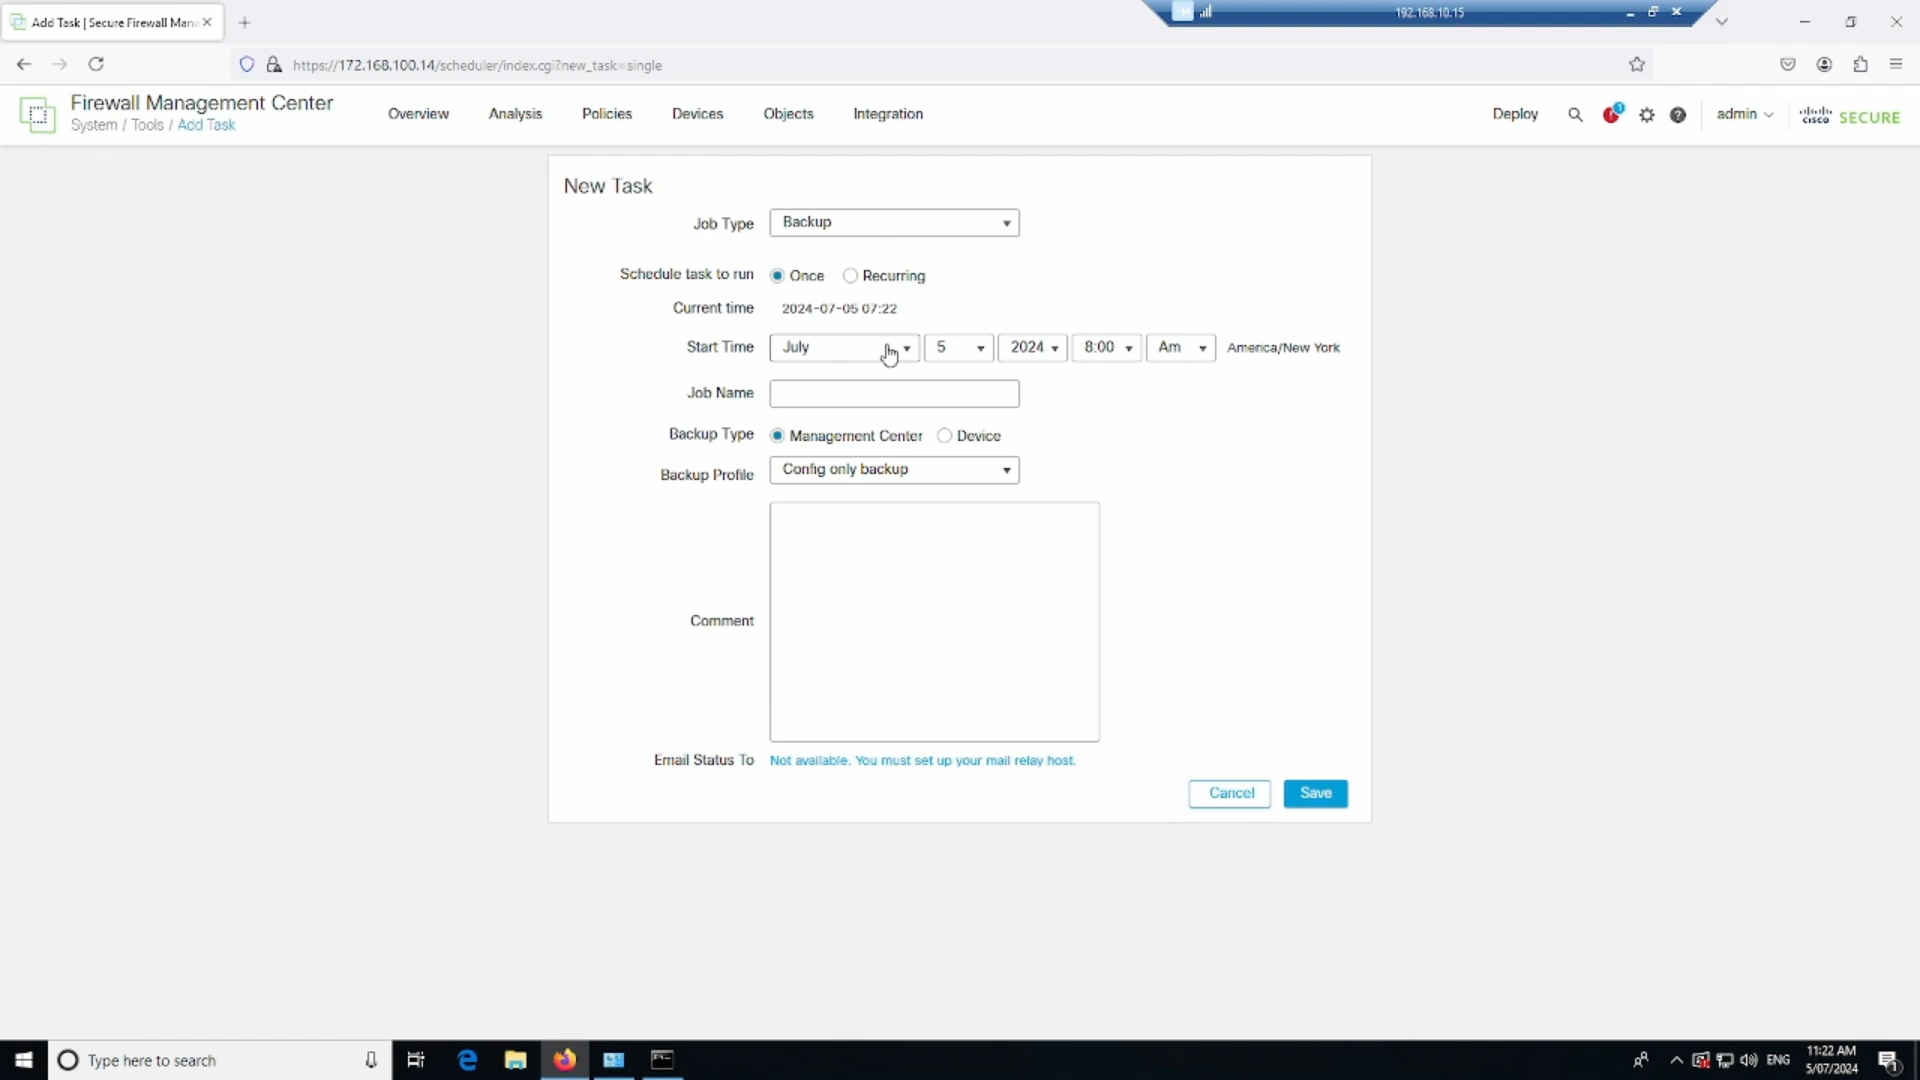 Add Task | Secure Firewall Mana
192.168.10.15
https://172.168.100.14/scheduler/index.cgi?new_task=single
Firewall Management Center
System / Tools / Add Task
Overview
Analysis
Policies
Devices
Objects
Integration
Deploy
1
admin
cisco SECURE
New Task
Job Type
Backup
Schedule task to run
Once
Recurring
Current time
2024-07-05 07:22
Start Time
July
5
2024
8:00
Am
America/New York
Job Name
Backup Type
Management Center
Device
Backup Profile
Config only backup
Comment
Email Status To
Not available. You must set up your mail relay host.
Cancel
Save
Type here to search
ENG
11:22 AM
5/07/2024
1